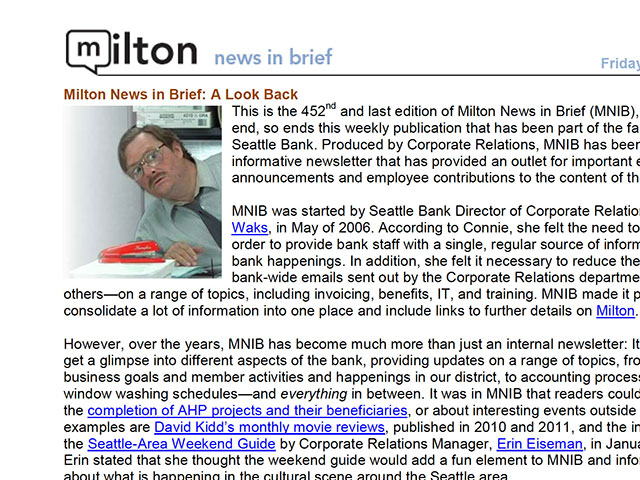 milton news in brief
Friday
Milton News in Brief: A Look Back
This is the 452nd and last edition of Milton News in Brief (MNIB),
end, so ends this weekly publication that has been part of the fa
Seattle Bank. Produced by Corporate Relations, MNIB has been
informative newsletter that has provided an outlet for important e
announcements and employee contributions to the content of th
MNIB was started by Seattle Bank Director of Corporate Relatio
Waks, in May of 2006. According to Connie, she felt the need to
order to provide bank staff with a single, regular source of inform
bank happenings. In addition, she felt it necessary to reduce the
bank-wide emails sent out by the Corporate Relations departme
others—on a range of topics, including invoicing, benefits, IT, and training. MNIB made it p
consolidate a lot of information into one place and include links to further details on Milton.
However, over the years, MNIB has become much more than just an internal newsletter: It
get a glimpse into different aspects of the bank, providing updates on a range of topics, fro
business goals and member activities and happenings in our district, to accounting process
window washing schedules—and everything in between. It was in MNIB that readers could
the completion of AHP projects and their beneficiaries, or about interesting events outside
examples are David Kidd's monthly movie reviews, published in 2010 and 2011, and the in
the Seattle-Area Weekend Guide by Corporate Relations Manager, Erin Eiseman, in Janua
Erin stated that she thought the weekend guide would add a fun element to MNIB and info
about what is happening in the cultural scene around the Seattle area.